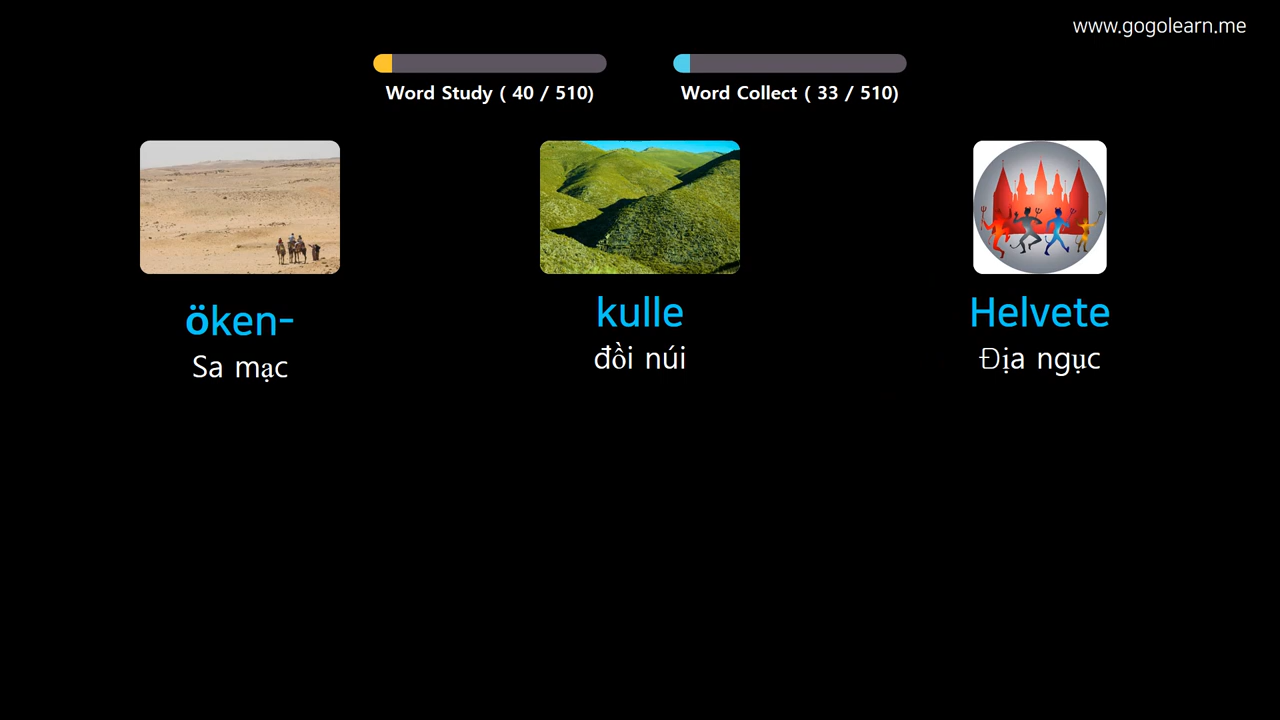 www.gogolearn.me
Word Study ( 40 / 510)
Word Collect ( 33 / 510)
öken-
Sa mạc
kulle
đồi núi
Helvete
Địa ngục